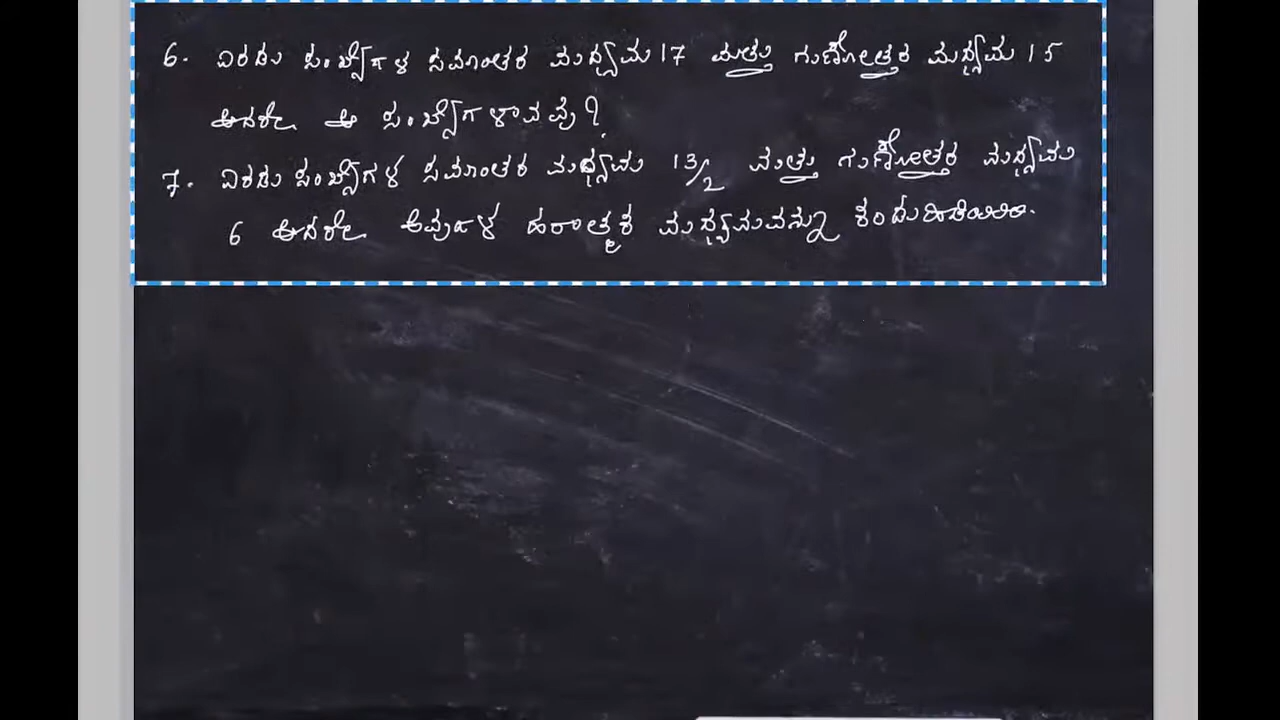 6. ಎರಡು ಸಂಖ್ಯೆಗಳ ಸಮಾಂತರ ಮಧ್ಯಮ 17 ಮತ್ತು ಗುಣೋತ್ತರ ಮಧ್ಯಮ 15
ಆದರೇ ಆ ಸಂಖ್ಯೆಗಳಾವವು?
7. ಎರಡು ಸಂಖ್ಯೆಗಳ ಸಮಾಂತರ ಮಧ್ಯಮ 13/2 ಮತ್ತು ಗುಣೋತ್ತರ ಮಧ್ಯಮ
6 ಆದರೇ ಅವುಗಳ ಹರಾತ್ಮಕ ಮಧ್ಯಮವನ್ನು ಕಂಡುಹಿಡಿಯಿರಿ.